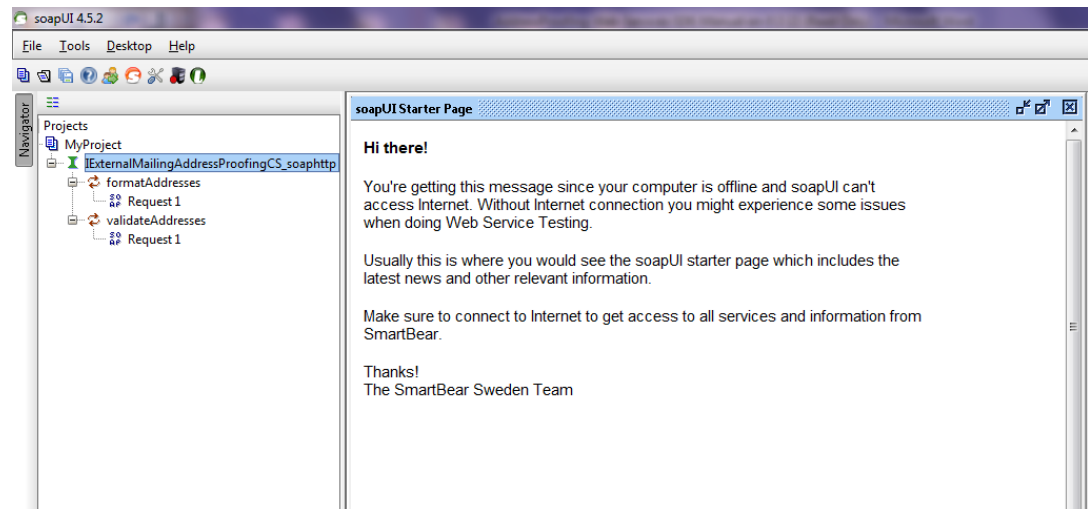 soapUI 4.5.2
File Tools Desktop Help
Navigator
Projects
MyProject
IExternalMailingAddressProofingCS_soaphttp
formatAddresses
SO AP Request 1
validateAddresses
SO AP Request 1
soapUI Starter Page
Hi there!
You're getting this message since your computer is offline and soapUI can't
access Internet. Without Internet connection you might experience some issues
when doing Web Service Testing.
Usually this is where you would see the soapUI starter page which includes the
latest news and other relevant information.
Make sure to connect to Internet to get access to all services and information from
SmartBear.
Thanks!
The SmartBear Sweden Team